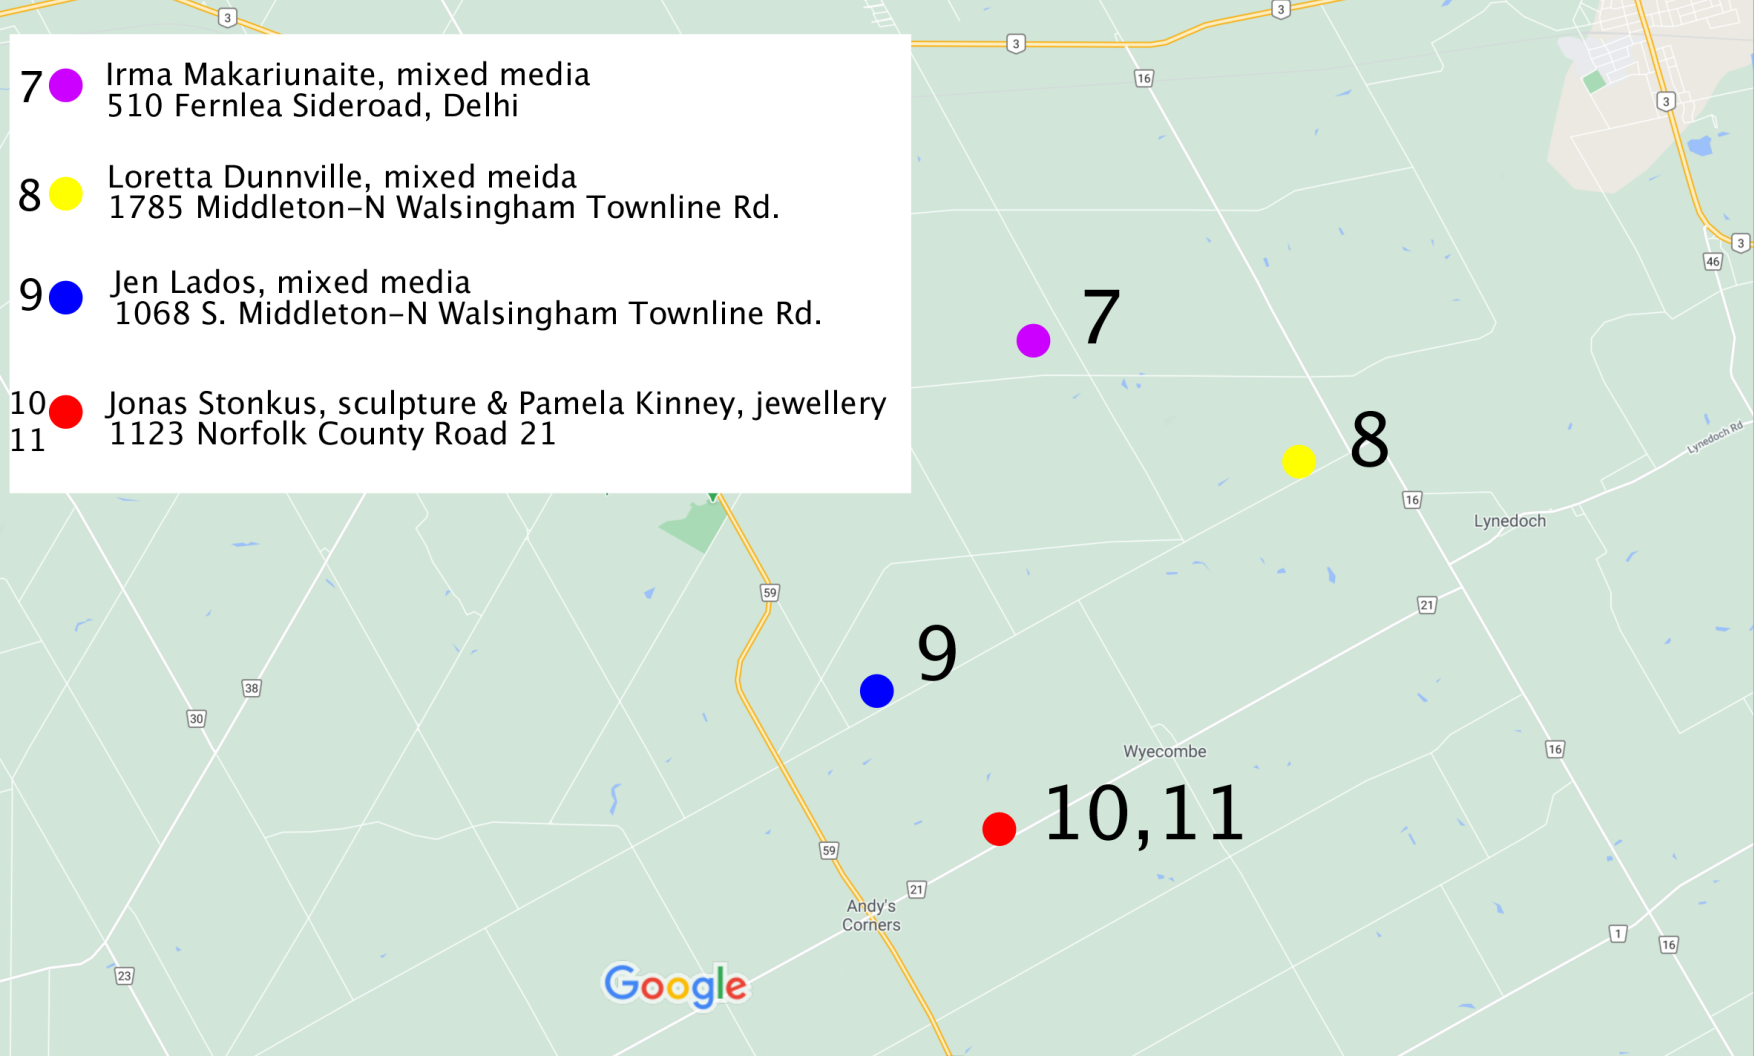 3
3
3
16
7
Irma Makariunaite, mixed media
510 Fernlea Sideroad, Delhi
3
8
Loretta Dunnville, mixed meida
1785 Middleton-N Walsingham Townline Rd.
3
46
9
Jen Lados, mixed media
1068 S. Middleton-N Walsingham Townline Rd.
7
10
11
Jonas Stonkus, sculpture & Pamela Kinney, jewellery
1123 Norfolk County Road 21
8
Lynedoch Rd
16
Lynedoch
59
21
9
38
30
Wyecombe
16
10,11
59
21
Andy's
Corners
1
16
23
Google